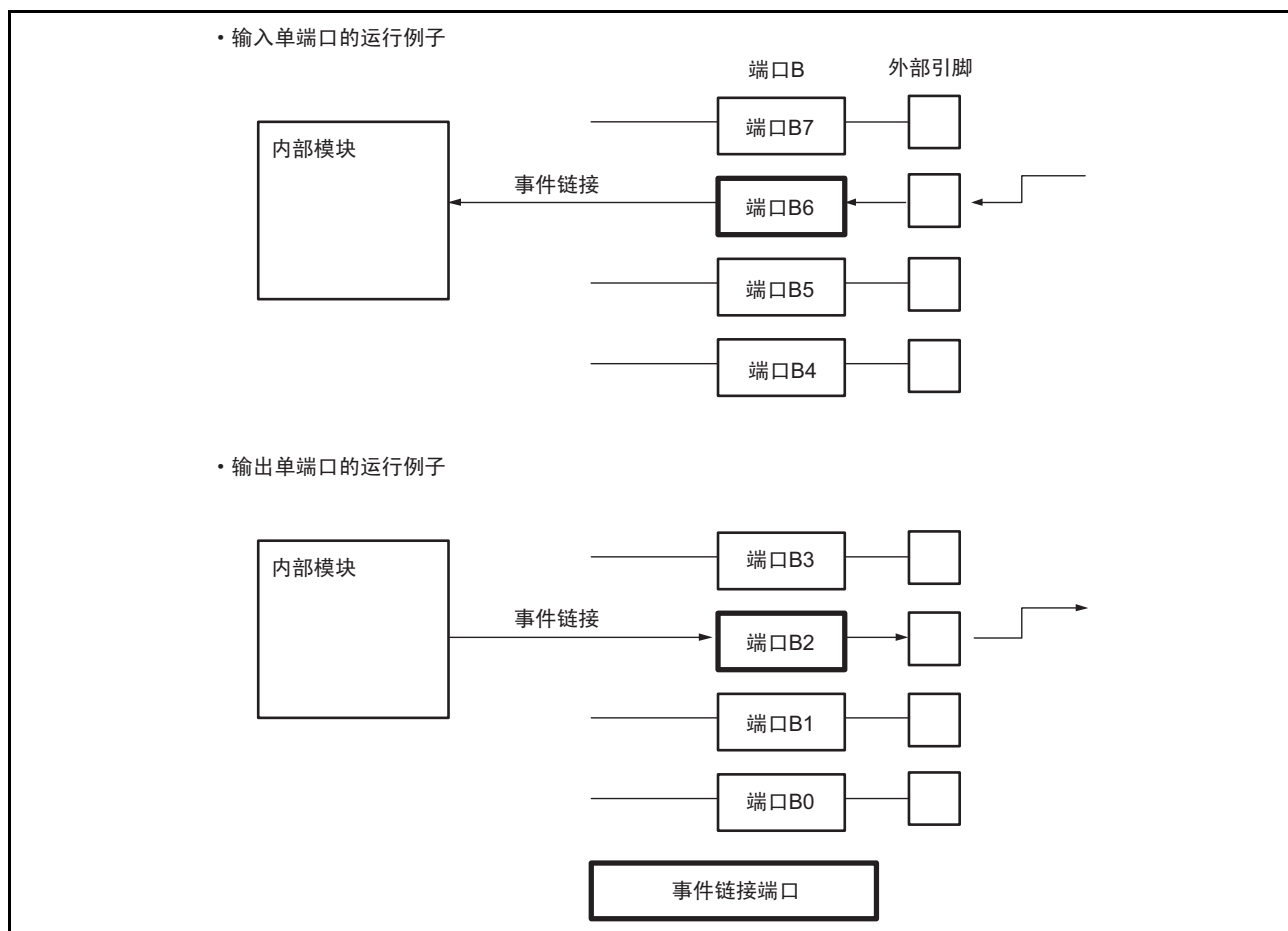 • 输入单端口的运行例子
端口B
外部引脚
内部模块
端口B7
事件链接
端口B6
端口B5
端口B4
• 输出单端口的运行例子
内部模块
端口B3
事件链接
端口B2
端口B1
端口B0
事件链接端口